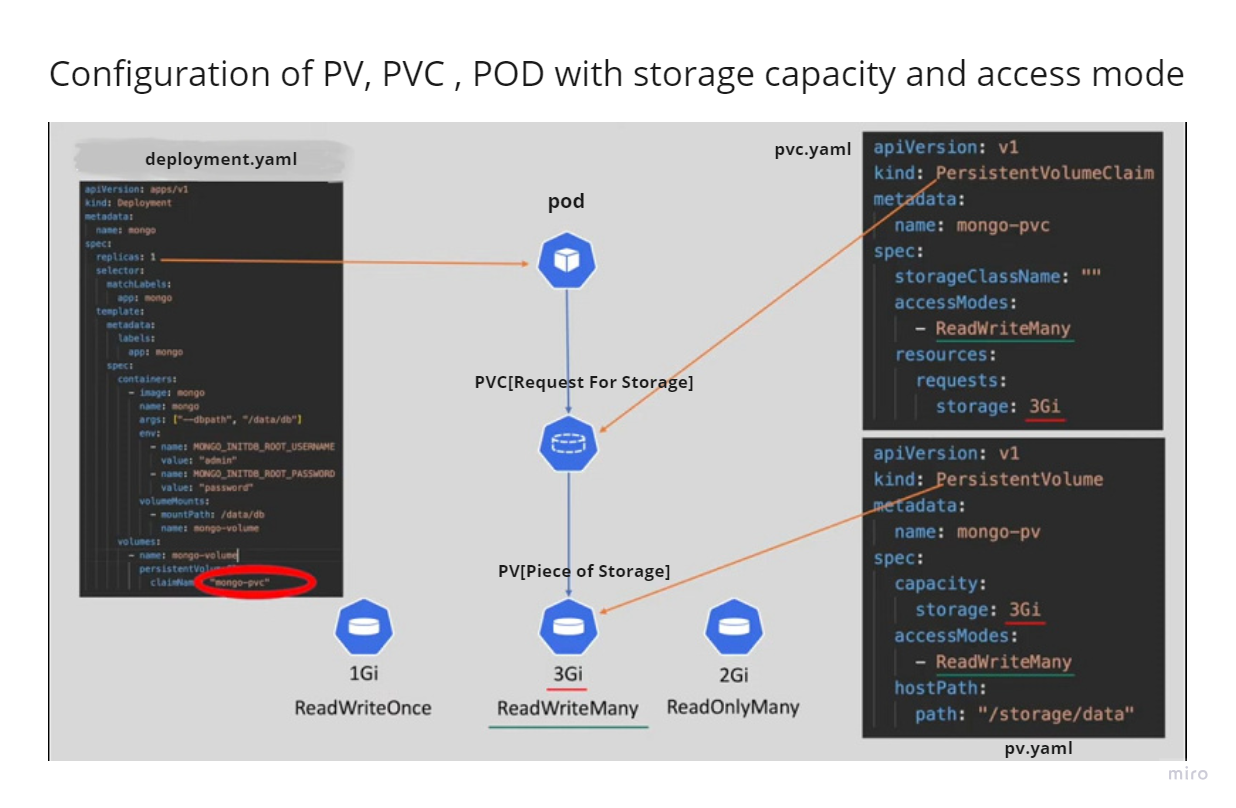 Configuration of PV, PVC , POD with storage capacity and access mode
deployment.yaml
apiVersion: apps/v1
kind: Deployment
metadata:
name: mongo
spec:
replicas: 1
selector:
matchLabels:
app: mongo
template:
metadata:
labels:
app: mongo
spec:
containers:
- image: mongo
name: mongo
args: ["--dbpath", "/data/db"]
env:
- name: MONGO_INITDB_ROOT_USERNAME
value: "admin"
- name: MONGO_INITDB_ROOT_PASSWORD
value: "password"
volumeMounts:
- mountPath: /data/db
name: mongo-volume
volumes:
- name: mongo-volume
claimName "mongo-pvc"
pod
PVC[Request For Storage]
PV[Piece of Storage]
1Gi
ReadWriteOnce
3Gi
ReadWriteMany
2Gi
ReadOnlyMany
pvc.yaml
apiVersion: v1
kind: PersistentVolumeClaim
metadata:
name: mongo-pvc
spec:
storageClassName: ""
accessModes:
- ReadWriteMany
resources:
requests:
storage: 3Gi
apiVersion: v1
kind: PersistentVolume
metadata:
name: mongo-pv
spec:
capacity:
storage: 3Gi
accessModes:
- ReadWriteMany
hostPath:
path: "/storage/data"
pv.yaml
miro